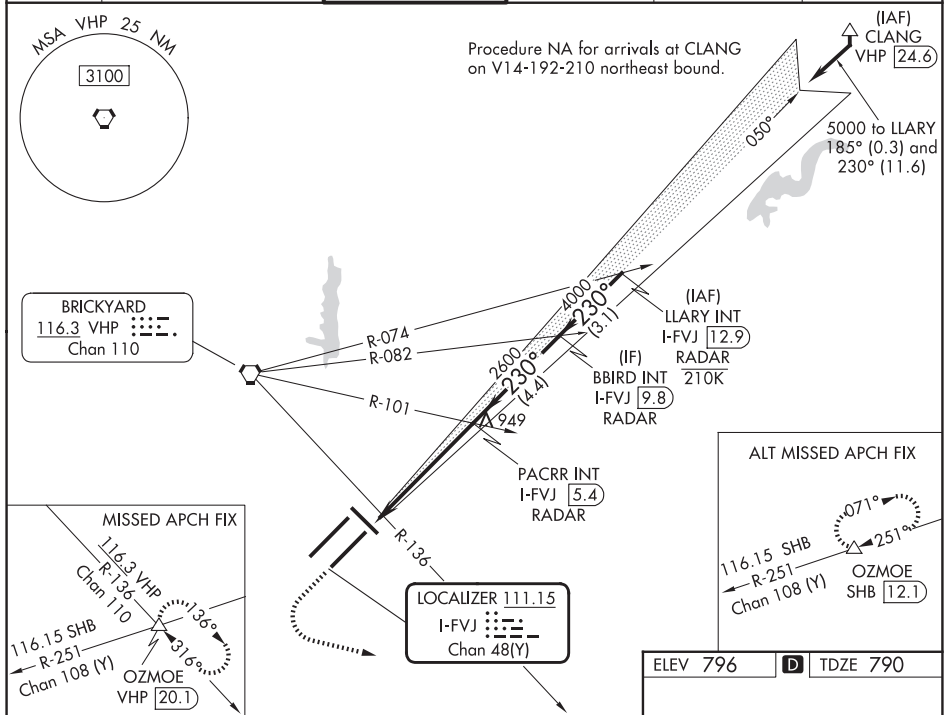 MSA VHP 25 NM
3100
Procedure NA for arrivals at CLANG
on V14-192-210 northeast bound.
(IAF)
CLANG
VHP 24.6
5000 to LLARY
185° (0.3) and
230° (11.6)
050°
BRICKYARD
116.3 VHP
Chan 110
R-074
R-082
R-101
R-136
4000
230°
(3.1)
2600
230°
(4.4)
(IAF)
LLARY INT
I-FVJ 12.9
RADAR
210K
(IF)
BBIRD INT
I-FVJ 9.8
RADAR
949
PACRR INT
I-FVJ 5.4
RADAR
LOCALIZER 111.15
I-FVJ
Chan 48(Y)
MISSED APCH FIX
116.3 VHP
R-136
Chan 110
136°
316°
116.15 SHB
R-251
Chan 108 (Y)
OZMOE
VHP 20.1
ALT MISSED APCH FIX
071°
251°
116.15 SHB
R-251
Chan 108 (Y)
OZMOE
SHB 12.1
ELEV 796 D TDZE 790